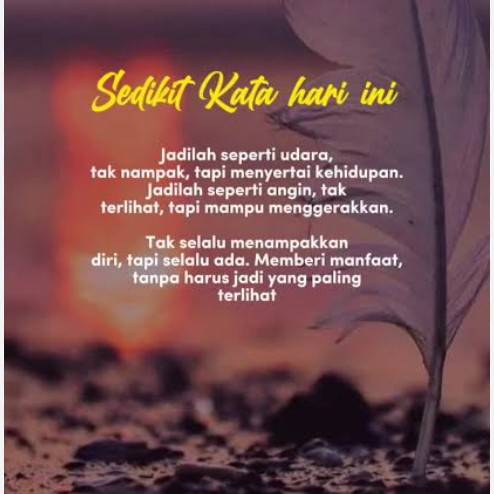 Sedikit Kata hari ini
Jadilah seperti udara,
tak nampak, tapi menyertai kehidupan.
Jadilah seperti angin, tak
terlihat, tapi mampu menggerakkan.
Tak selalu menampakkan
diri, tapi selalu ada. Memberi manfaat,
tanpa harus jadi yang paling
terlihat